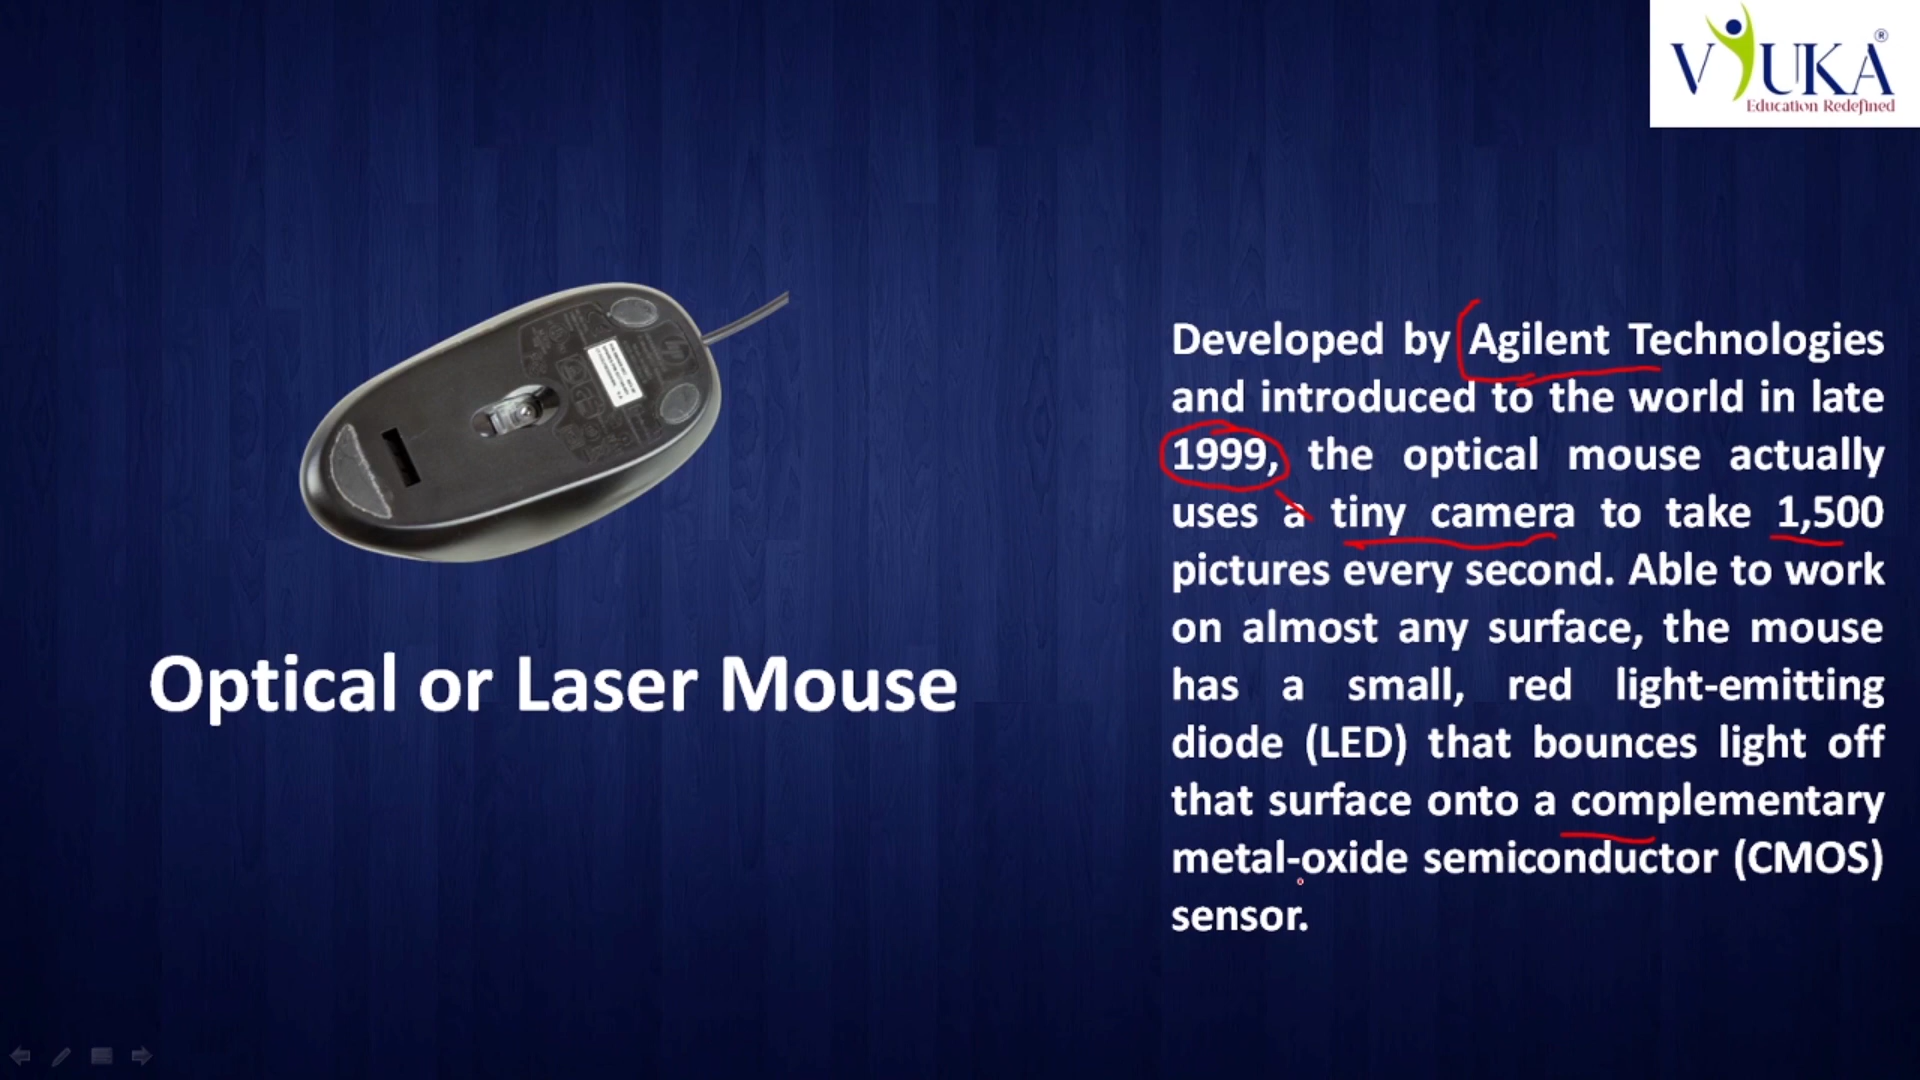 VYUKA®
Education Redefined
Developed by Agilent Technologies
and introduced to the world in late
1999, the optical mouse actually
uses a tiny camera to take 1,500
pictures every second. Able to work
on almost any surface, the mouse
has a small, red light-emitting
diode (LED) that bounces light off
that surface onto a complementary
metal-oxide semiconductor (CMOS)
sensor.
Optical or Laser Mouse
hp